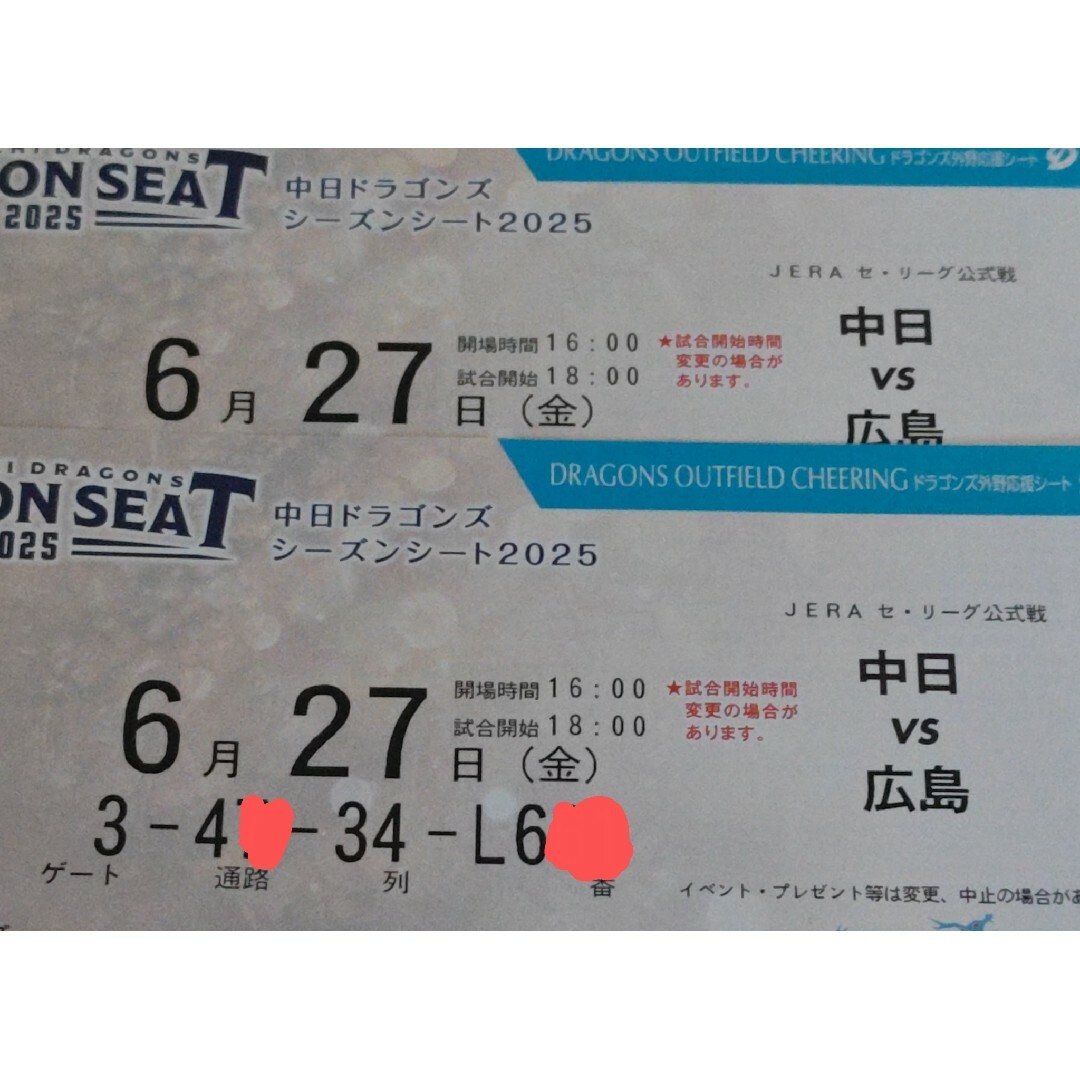 DRAGONS
ON SEAT
2025
中日ドラゴンズ
シーズンシート2025
DRAGONS OUTFIELD CHEERING ドラゴンズ外野応援シート
JERA セ・リーグ公式戦
中日
vs
広島
6月27日(金)
開場時間16:00
試合開始18:00
★試合開始時間
変更の場合が
あります。
I DRAGONS
ON SEAT
025
中日ドラゴンズ
シーズンシート2025
DRAGONS OUTFIELD CHEERING ドラゴンズ外野応援シート
JERA セ・リーグ公式戦
中日
vs
広島
6月27日(金)
開場時間16:00
試合開始18:00
★試合開始時間
変更の場合が
あります。
3-4 -34-L6
ゲート 通路 列 番
イベント・プレゼント等は変更、中止の場合があ